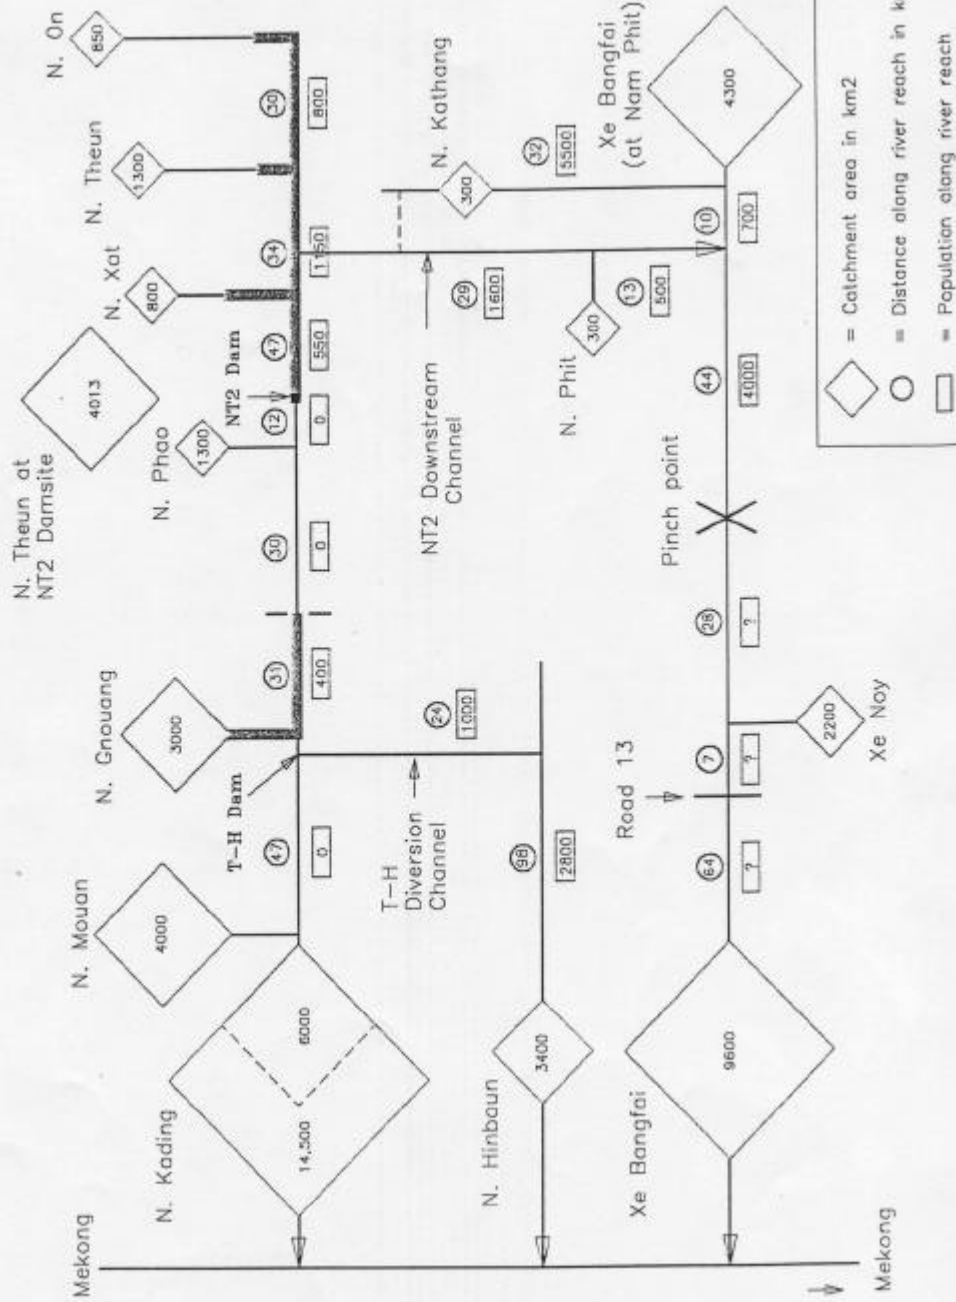 Mekong
N. Kading
14,500
6000
N. Mouan
4000
47
0
T-H Dam
N. Gnouang
3000
31
400
30
0
N. Theun at
NT2 Damsite
4013
N. Phao
1300
12
0
NT2 Dam
47
550
N. Xat
800
34
1150
N. Theun
1300
30
800
N. On
850
T-H
Diversion
Channel
24
1000
N. Hinboun
3400
98
2800
NT2 Downstream
Channel
29
1600
N. Kathang
300
32
5500
N. Phit
300
13
500
Xe Bangfai
9600
64
?
Road 13
7
?
Xe Noy
2200
28
?
Pinch point
44
4000
10
700
Xe Bangfai
(at Nam Phit)
4300
Mekong
= Catchment area in km2
= Distance along river reach in k
= Population along river reach